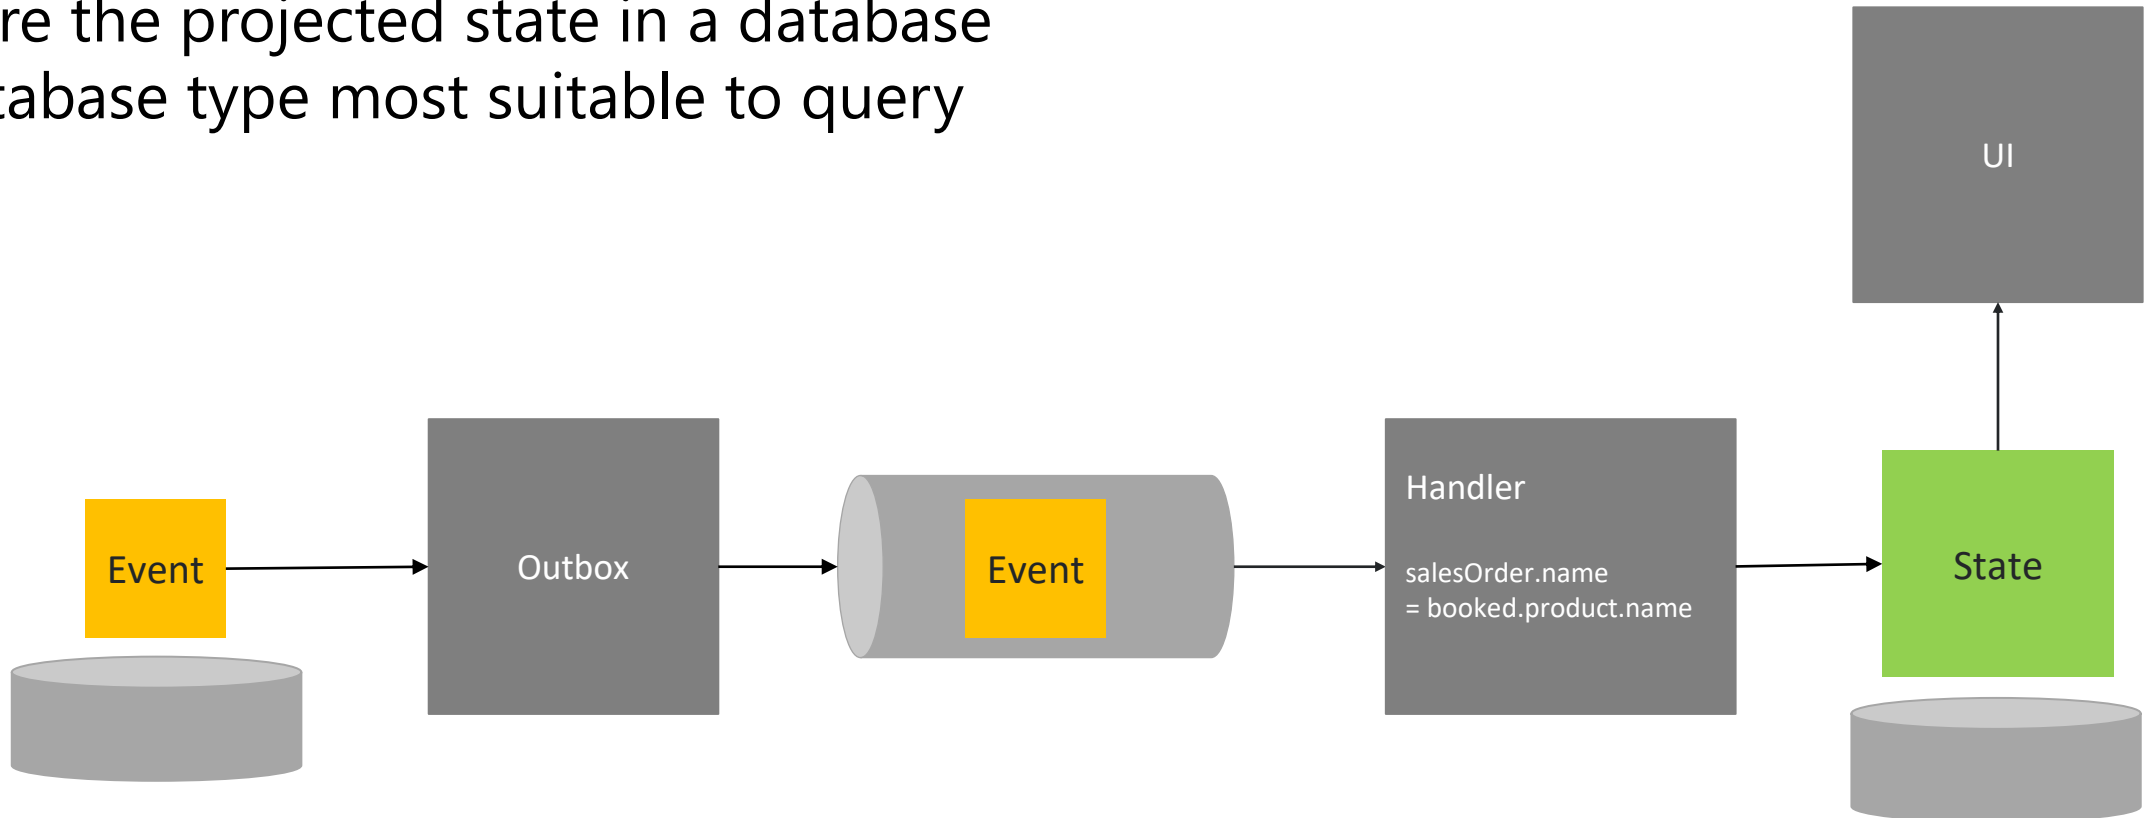 re the projected state in a database
tabase type most suitable to query
UI
Event
Outbox
Event
Handler
salesOrder.name
= booked.product.name
State